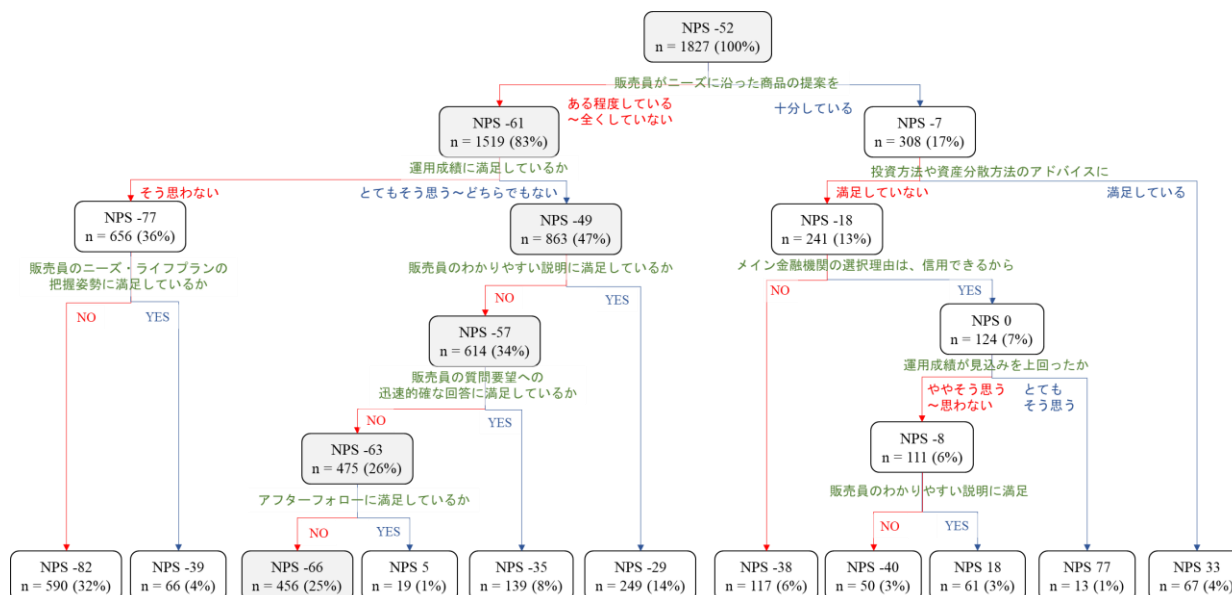 NPS -52
n = 1827 (100%)
販売員がニーズに沿った商品の提案を
ある程度している
～全くしていない
十分している
NPS -61
n = 1519 (83%)
NPS -7
n = 308 (17%)
運用成績に満足しているか
投資方法や資産分散方法のアドバイスに
そう思わない
とてもそう思う～どちらでもない
満足していない
満足している
NPS -77
n = 656 (36%)
NPS -49
n = 863 (47%)
NPS -18
n = 241 (13%)
販売員のニーズ・ライフプランの
把握姿勢に満足しているか
販売員のわかりやすい説明に満足しているか
メイン金融機関の選択理由は、信用できるから
NO
YES
NO
YES
NO
YES
NPS -57
n = 614 (34%)
NPS 0
n = 124 (7%)
販売員の質問要望への
迅速的確な回答に満足しているか
運用成績が見込みを上回ったか
ややそう思う
～思わない
とても
そう思う
NO
YES
NPS -63
n = 475 (26%)
NPS -8
n = 111 (6%)
アフターフォローに満足しているか
販売員のわかりやすい説明に満足
NO
YES
NO
YES
NPS -82
n = 590 (32%)
NPS -39
n = 66 (4%)
NPS -66
n = 456 (25%)
NPS 5
n = 19 (1%)
NPS -35
n = 139 (8%)
NPS -29
n = 249 (14%)
NPS -38
n = 117 (6%)
NPS -40
n = 50 (3%)
NPS 18
n = 61 (3%)
NPS 77
n = 13 (1%)
NPS 33
n = 67 (4%)